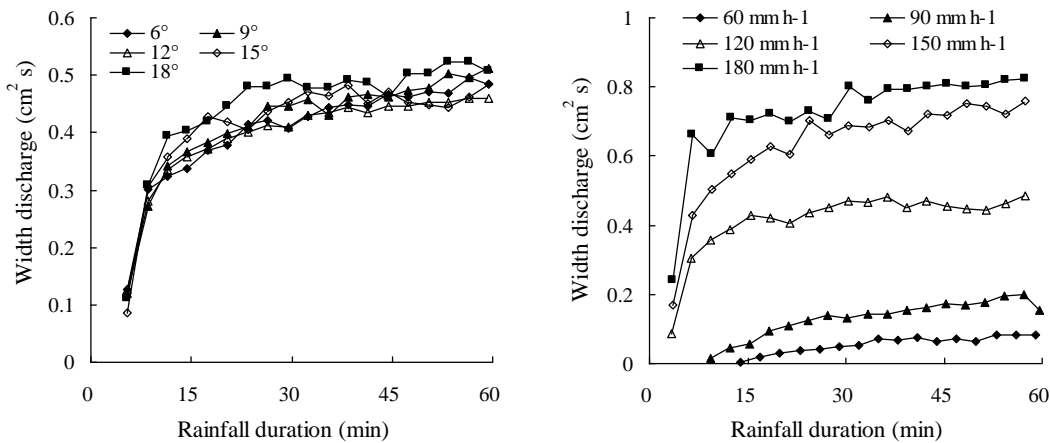 0.6
0.5
0.4
0.3
0.2
0.1
0
Width discharge (cm² s)
6° 9°
12° 15°
18°
0 15 30 45 60
Rainfall duration (min)
1
0.8
0.6
0.4
0.2
0
Width discharge (cm² s)
60 mm h-1 90 mm h-1
120 mm h-1 150 mm h-1
180 mm h-1
0 15 30 45 60
Rainfall duration (min)